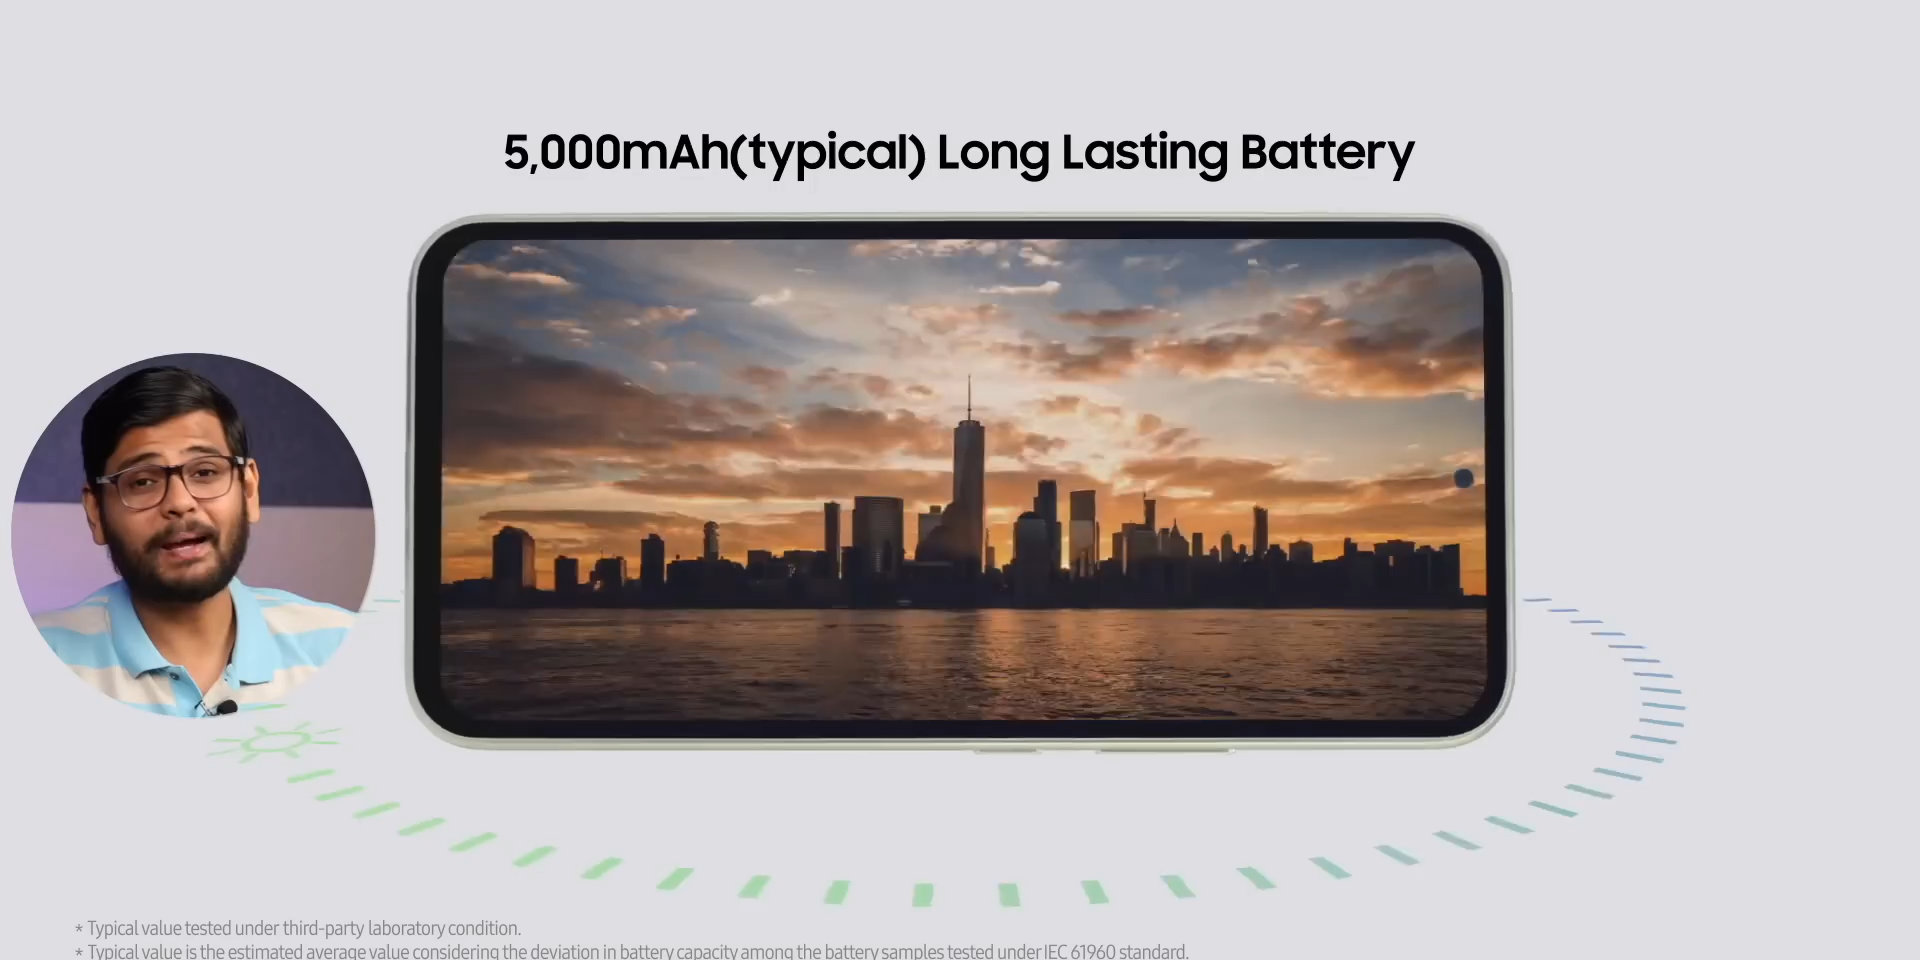 5,000mAh(typical) Long Lasting Battery
* Typical value tested under third-party laboratory condition.
* Typical value is the estimated average value considering the deviation in battery capacity among the battery samples tested under IEC 61960 standard.